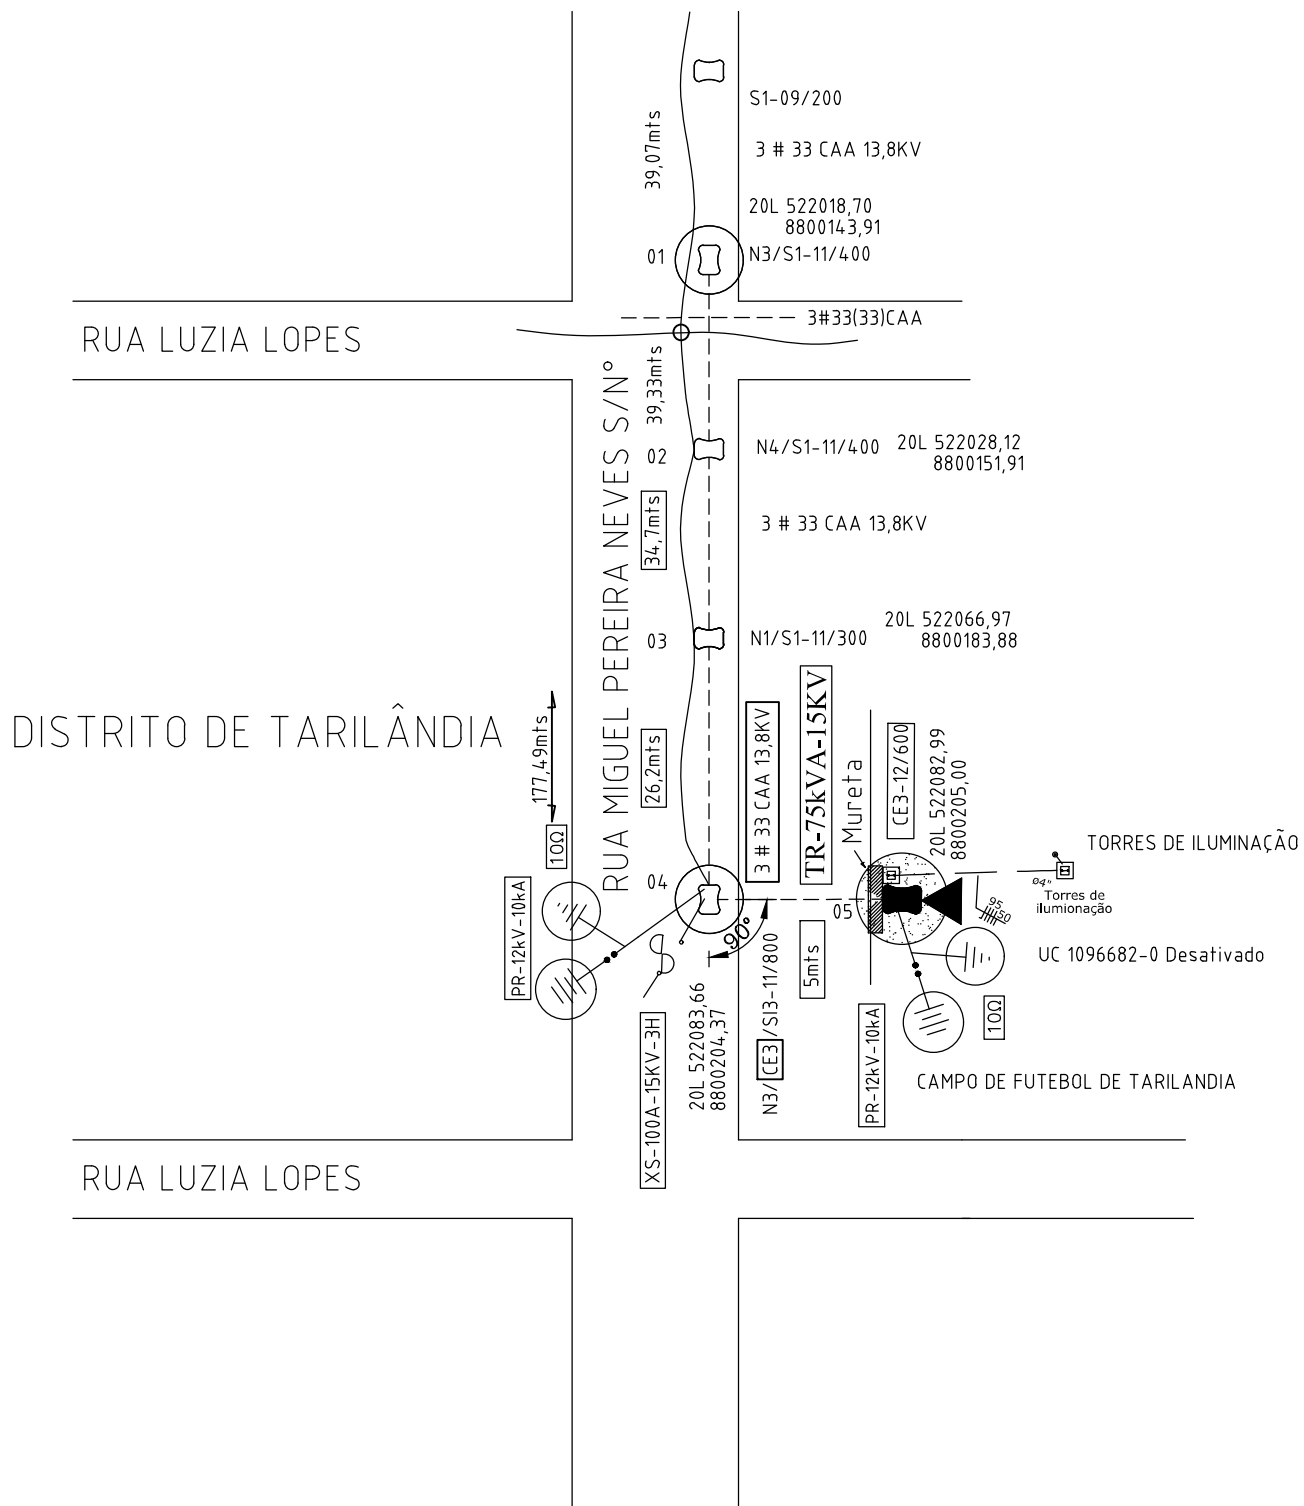 S1-09/200
39,07mts
3 # 33 CAA 13,8KV
20L 522018,70
8800143,91
01
N3/S1-11/400
3#33(33)CAA
RUA LUZIA LOPES
39,33mts
RUA MIGUEL PEREIRA NEVES S/Nº
02
N4/S1-11/400
20L 522028,12
8800151,91
34,7mts
3 # 33 CAA 13,8KV
03
N1/S1-11/300
20L 522066,97
8800183,88
DISTRITO DE TARILÂNDIA
177,49mts
26,2mts
3 # 33 CAA 13,8KV
TR-75kVA-15KV
Mureta
CE3-12/600
20L 522082,99
8800205,00
10Ω
TORRES DE ILUMINAÇÃO
04
04"
Torres de
ilumionação
05
95
50
PR-12kV-10kA
90°
5mts
UC 1096682-0 Desativado
XS-100A-15KV-3H
20L 522083,66
8800204,37
N3/CE3/SI3-11/800
PR-12kV-10kA
10Ω
CAMPO DE FUTEBOL DE TARILANDIA
RUA LUZIA LOPES